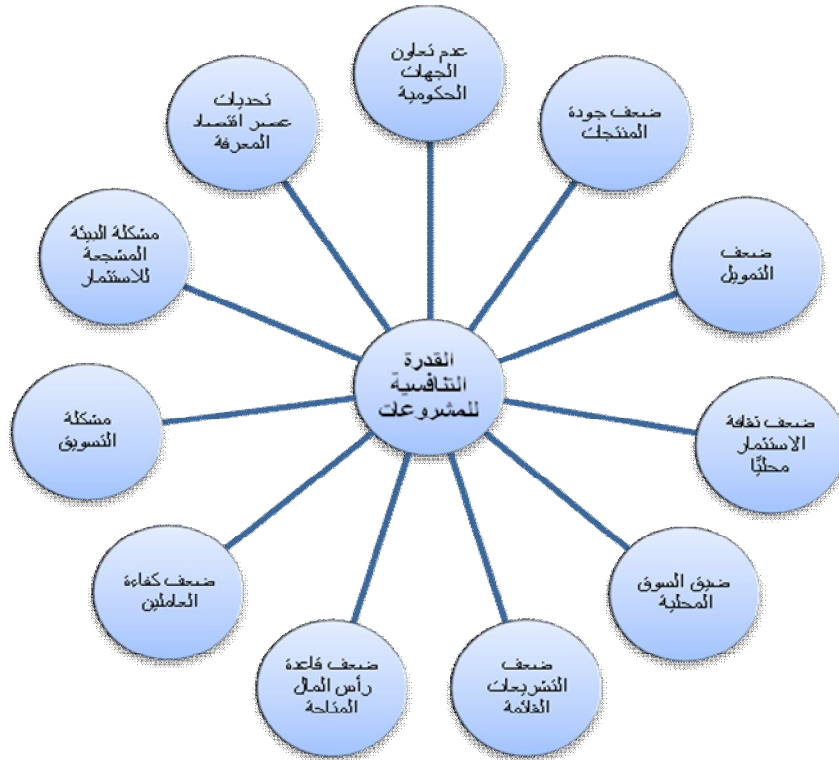 عدم تعاون
الجهات
الحكومية
ضعف جودة
المنتجات
ضعف
التمويل
ضعف ثقافة
الاستثمار
محليًا
ضيق السوق
المحلية
ضعف
التشريعات
القائمة
ضعف قاعدة
رأس المال
المتاحة
ضعف كفاءة
العاملين
مشكلة
التسويق
مشكلة البيئة
المشجعة
للاستثمار
تحديات
عصر اقتصاد
المعرفة
القدرة
التنافسية
للمشروعات